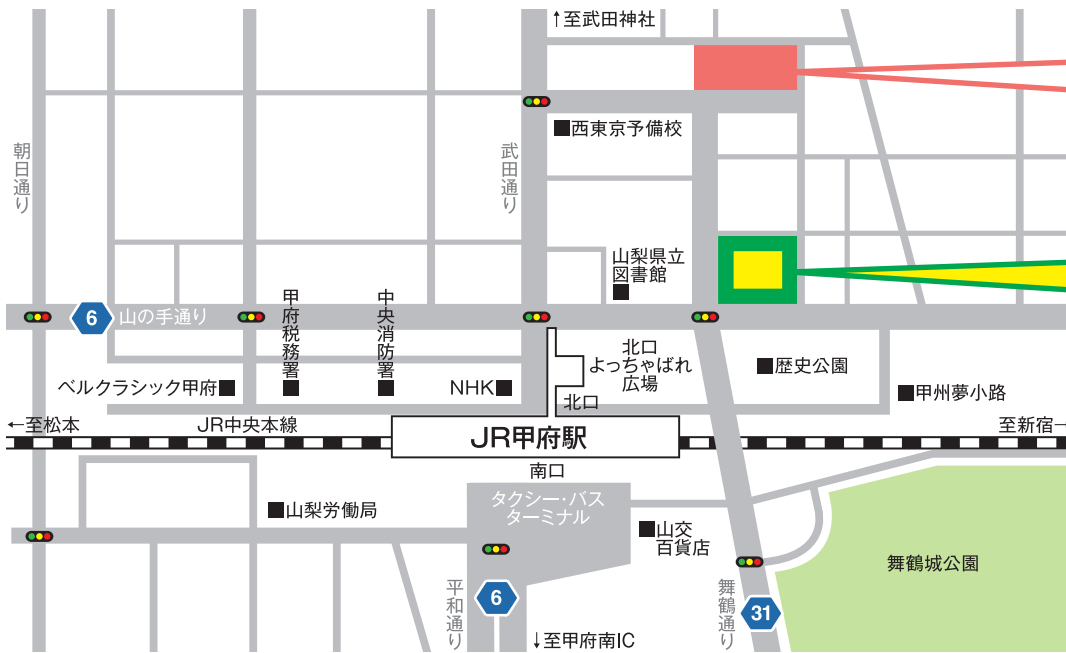 ↑至武田神社
■西東京予備校
朝日通り
武田通り
山梨県立
図書館
■
6
山の手通り
甲府税務署
■
中央消防署
■
北口
よっちゃばれ
広場
■歴史公園
ベルクラシック甲府■
NHK■
北口
■甲州夢小路
←至松本
JR中央本線
JR甲府駅
至新宿→
南口
タクシー・バス
ターミナル
■山梨労働局
■山交
百貨店
舞鶴城公園
平和通り
6
舞鶴通り
31
↓至甲府南IC